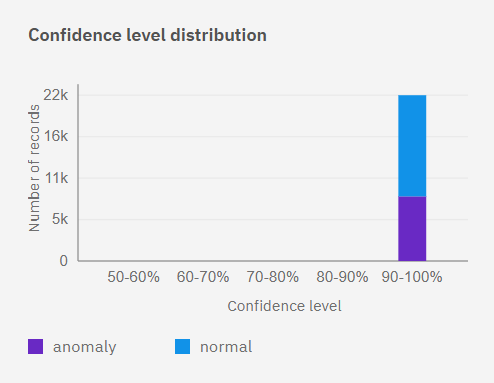 Confidence level distribution
Number of records
22k
16k
11k
5k
0
50-60% 60-70% 70-80% 80-90% 90-100%
Confidence level
anomaly normal